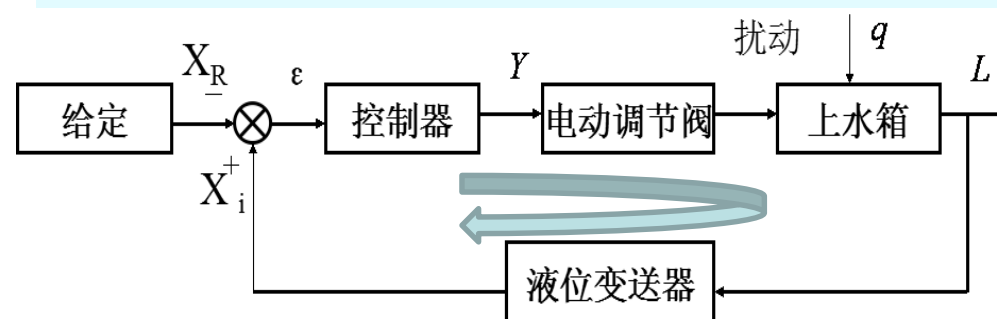 扰动 q
X_R ε Y L
−
给定 控制器 电动调节阀 上水箱
+
X_i
液位变送器